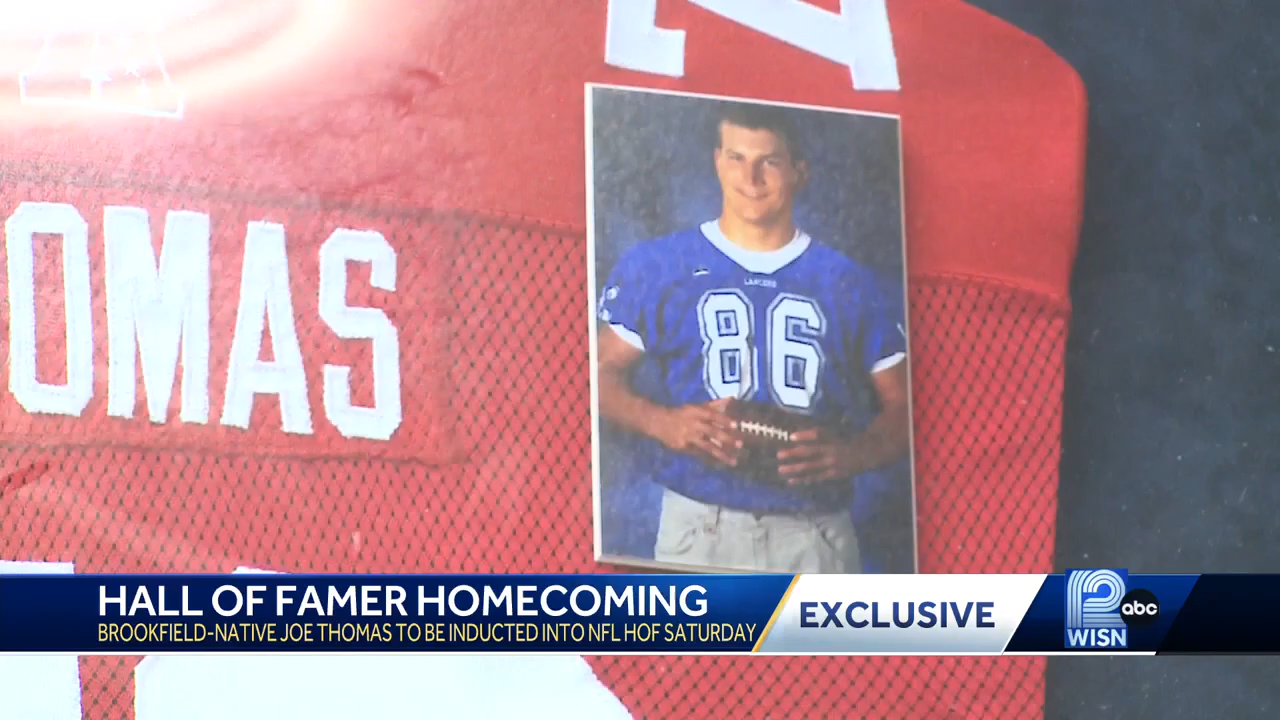 OMAS
LANCERS
86
HALL OF FAMER HOMECOMING
BROOKFIELD-NATIVE JOE THOMAS TO BE INDUCTED INTO NFL HOF SATURDAY
EXCLUSIVE
12
abc
WISN